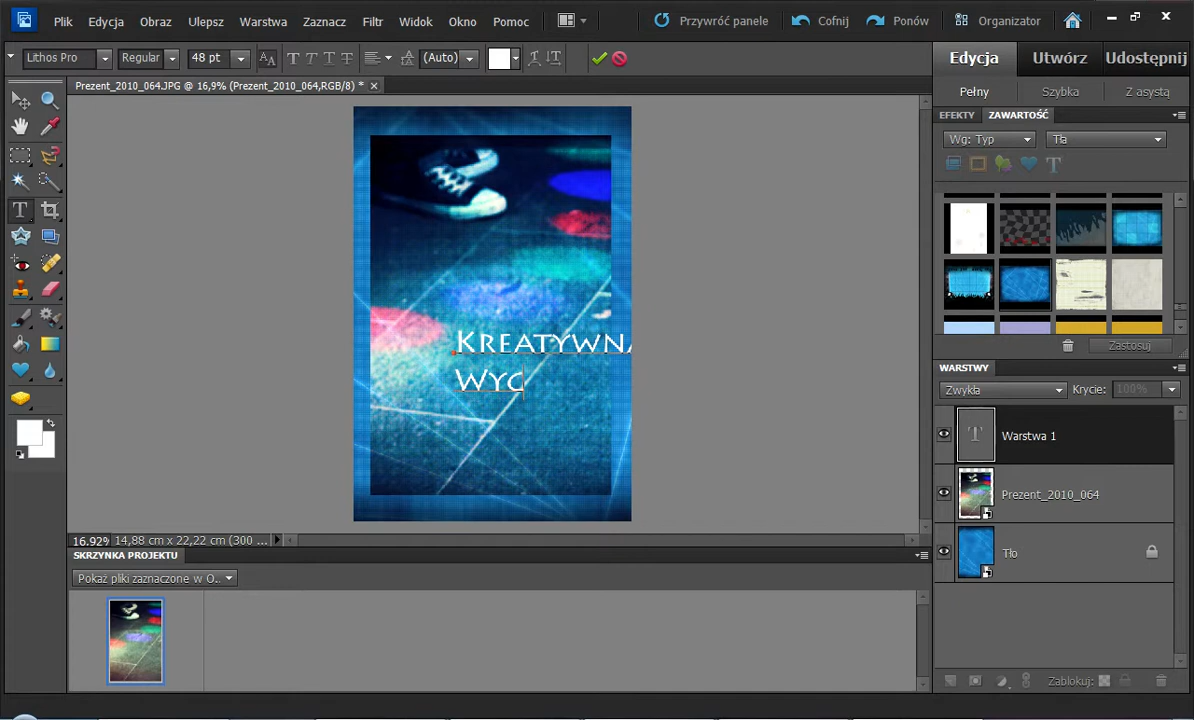 Plik Edycja Obraz Ulepsz Warstwa Zaznacz Filtr Widok Okno Pomoc Przywróć panele Cofnij Ponów Organizator
Lithos Pro Regular 48 pt (Auto) Edycja Utwórz Udostępnij
Prezent_2010_064.JPG @ 16,9% (Prezent_2010_064,RGB/8) *
Pełny Szybka Z asystą
EFEKTY ZAWARTOŚĆ
Wg: Typ Tła
KREATYWNA
WYC
Zastosuj
WARSTWY
Zwykła Krycie: 100%
Warstwa 1
Prezent_2010_064
Tło
16.92% 14,88 cm x 22,22 cm (300 ...
SKRZYNKA PROJEKTU
Pokaż pliki zaznaczone w O..
Zablokuj: